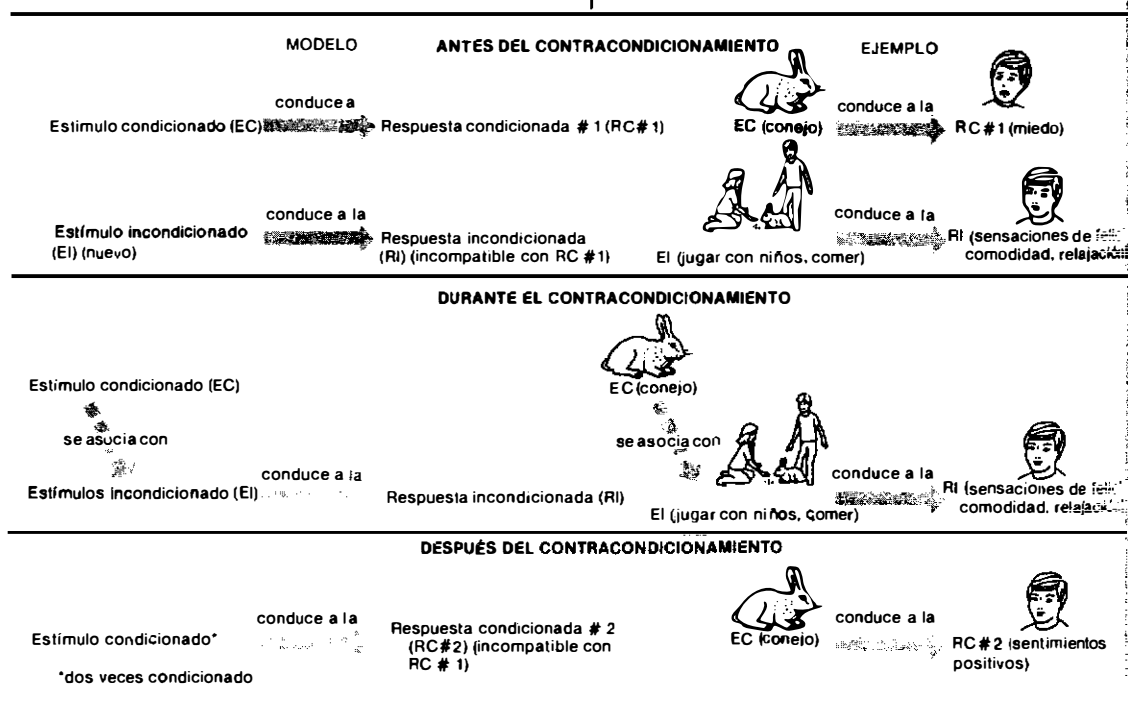 MODELO ANTES DEL CONTRACONDICIONAMIENTO EJEMPLO
conduce a
Estimulo condicionado (EC)
Respuesta condicionada # 1 (RC# 1)
EC (conejo)
conduce a la
RC # 1 (miedo)
Estímulo incondicionado
(EI) (nuevo)
conduce a la
Respuesta incondicionada
(RI) (incompatible con RC #1)
EI (jugar con niños, comer)
conduce a la
RI (sensaciones de
comodidad, relajación
DURANTE EL CONTRACONDICIONAMIENTO
Estímulo condicionado (EC)
se asocia con
Estímulos incondicionado (EI)
conduce a la
Respuesta incondicionada (RI)
EC (conejo)
se asocia con
EI (jugar con niños, comer)
conduce a la
RI (sensaciones de
comodidad,
DESPUÉS DEL CONTRACONDICIONAMIENTO
Estímulo condicionado*
conduce a la
Respuesta condicionada # 2
(RC#2) (incompatible con
RC # 1)
EC (conejo)
conduce a la
RC # 2 (sentimientos
positivos)
*dos veces condicionado